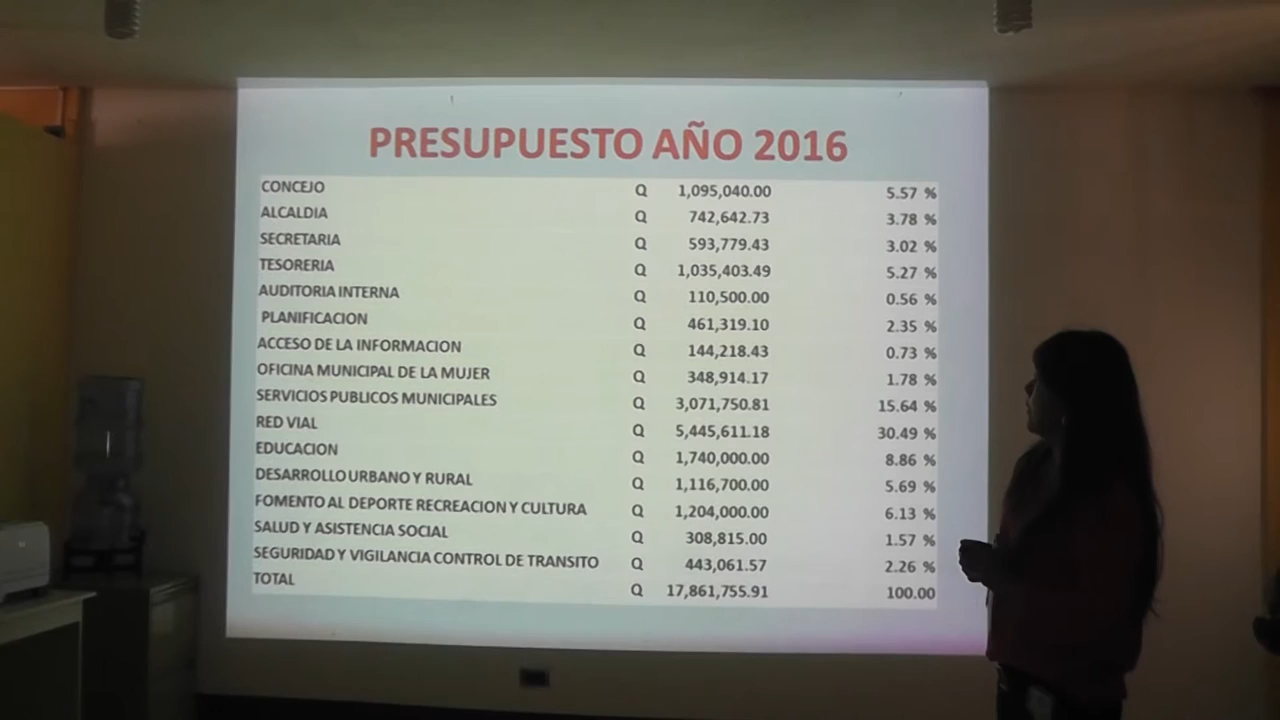 PRESUPUESTO AÑO 2016
CONCEJO Q 1,095,040.00 5.57 %
ALCALDIA Q 742,642.73 3.78 %
SECRETARIA Q 593,779.43 3.02 %
TESORERIA Q 1,035,403.49 5.27 %
AUDITORIA INTERNA Q 110,500.00 0.56 %
PLANIFICACION Q 461,319.10 2.35 %
ACCESO DE LA INFORMACION Q 144,218.43 0.73 %
OFICINA MUNICIPAL DE LA MUJER Q 348,914.17 1.78 %
SERVICIOS PUBLICOS MUNICIPALES Q 3,071,750.81 15.64 %
RED VIAL Q 5,445,611.18 30.49 %
EDUCACION Q 1,740,000.00 8.86 %
DESARROLLO URBANO Y RURAL Q 1,116,700.00 5.69 %
FOMENTO AL DEPORTE RECREACION Y CULTURA Q 1,204,000.00 6.13 %
SALUD Y ASISTENCIA SOCIAL Q 308,815.00 1.57 %
SEGURIDAD Y VIGILANCIA CONTROL DE TRANSITO Q 443,061.57 2.26 %
TOTAL Q 17,861,755.91 100.00